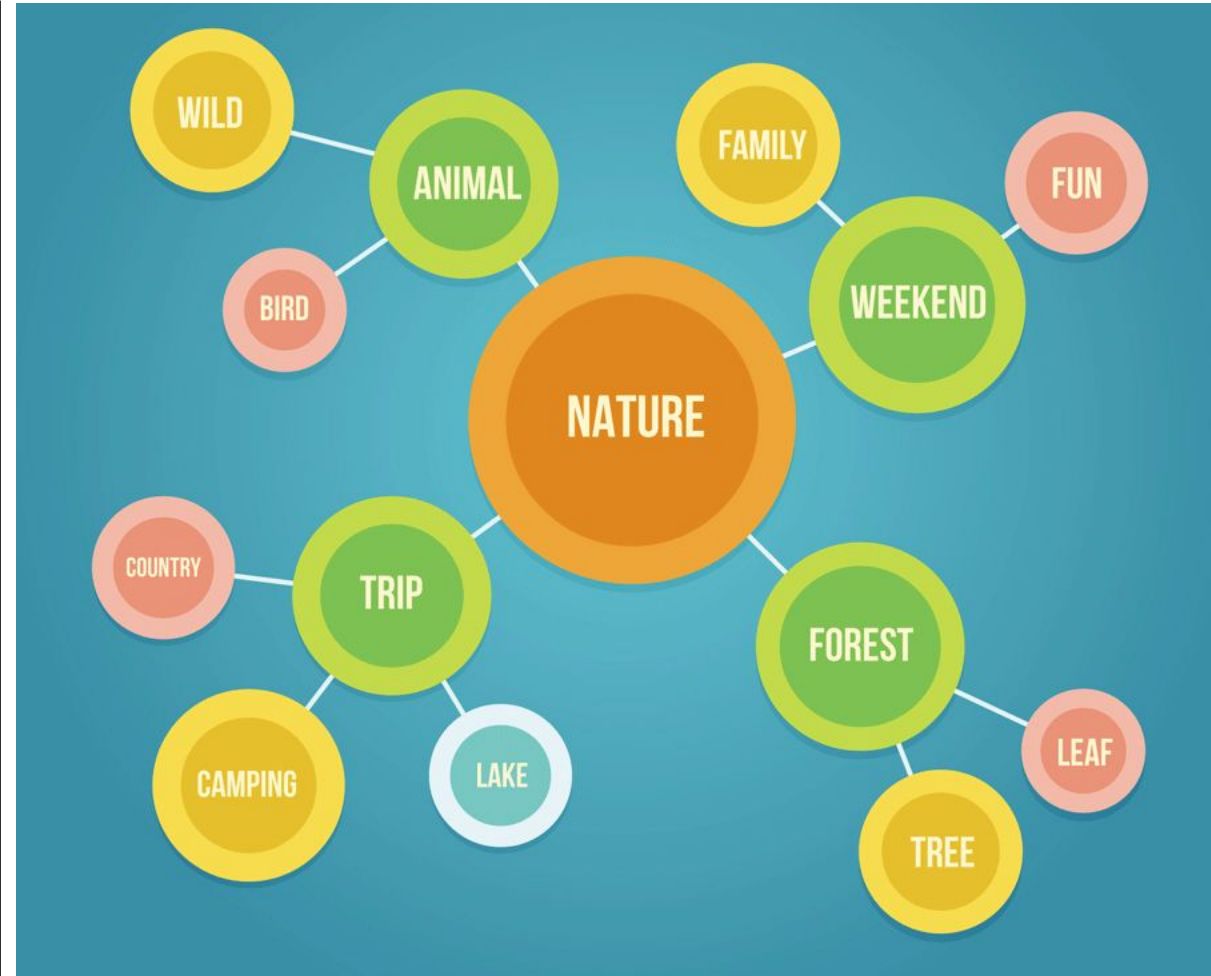 WILD
ANIMAL
BIRD
FAMILY
FUN
WEEKEND
NATURE
COUNTRY
TRIP
CAMPING
LAKE
FOREST
LEAF
TREE